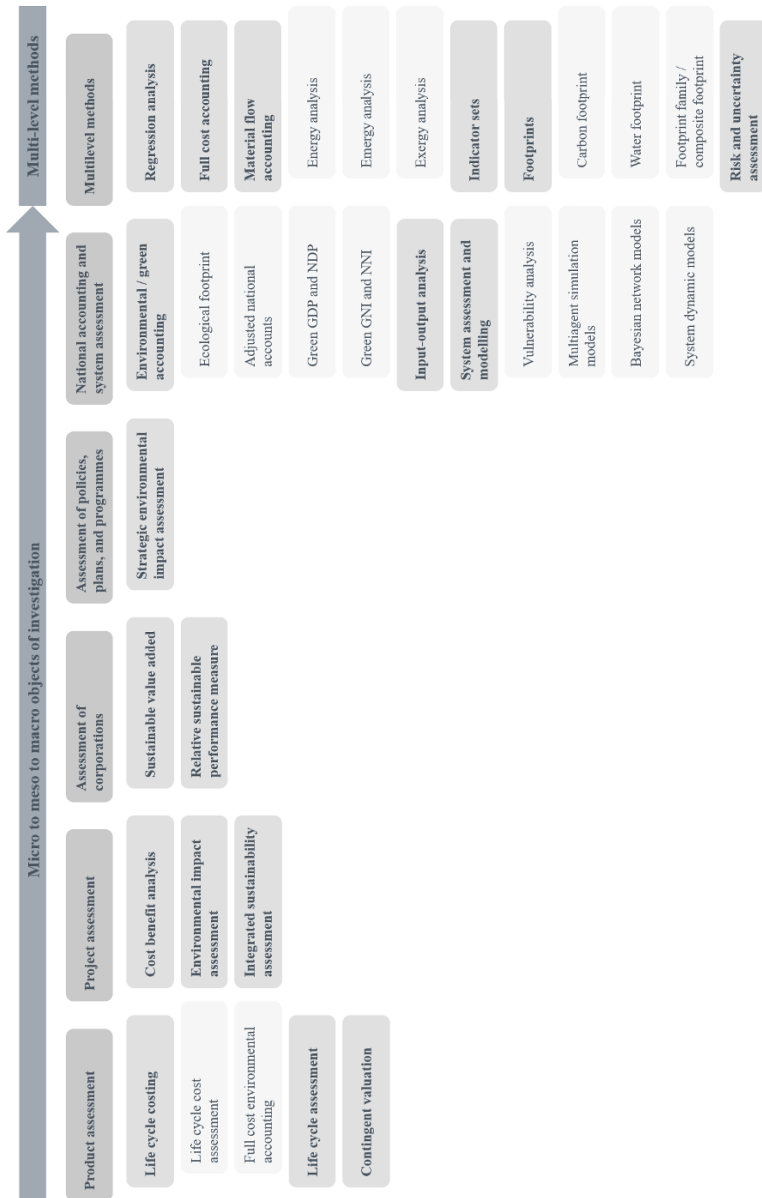 Micro to meso to macro objects of investigation
Multi-level methods
Product assessment
Life cycle costing
Life cycle cost
assessment
Full cost environmental
accounting
Life cycle assessment
Contingent valuation
Project assessment
Cost benefit analysis
Environmental impact
assessment
Integrated sustainability
assessment
Assessment of
corporations
Sustainable value added
Relative sustainable
performance measure
Assessment of policies,
plans, and programmes
Strategic environmental
impact assessment
National accounting and
system assessment
Environmental / green
accounting
Ecological footprint
Adjusted national
accounts
Green GDP and NDP
Green GNI and NNI
Input-output analysis
System assessment and
modelling
Vulnerability analysis
Multiagent simulation
models
Bayesian network models
System dynamic models
Multilevel methods
Regression analysis
Full cost accounting
Material flow
accounting
Energy analysis
Emergy analysis
Exergy analysis
Indicator sets
Footprints
Carbon footprint
Water footprint
Footprint family /
composite footprint
Risk and uncertainty
assessment